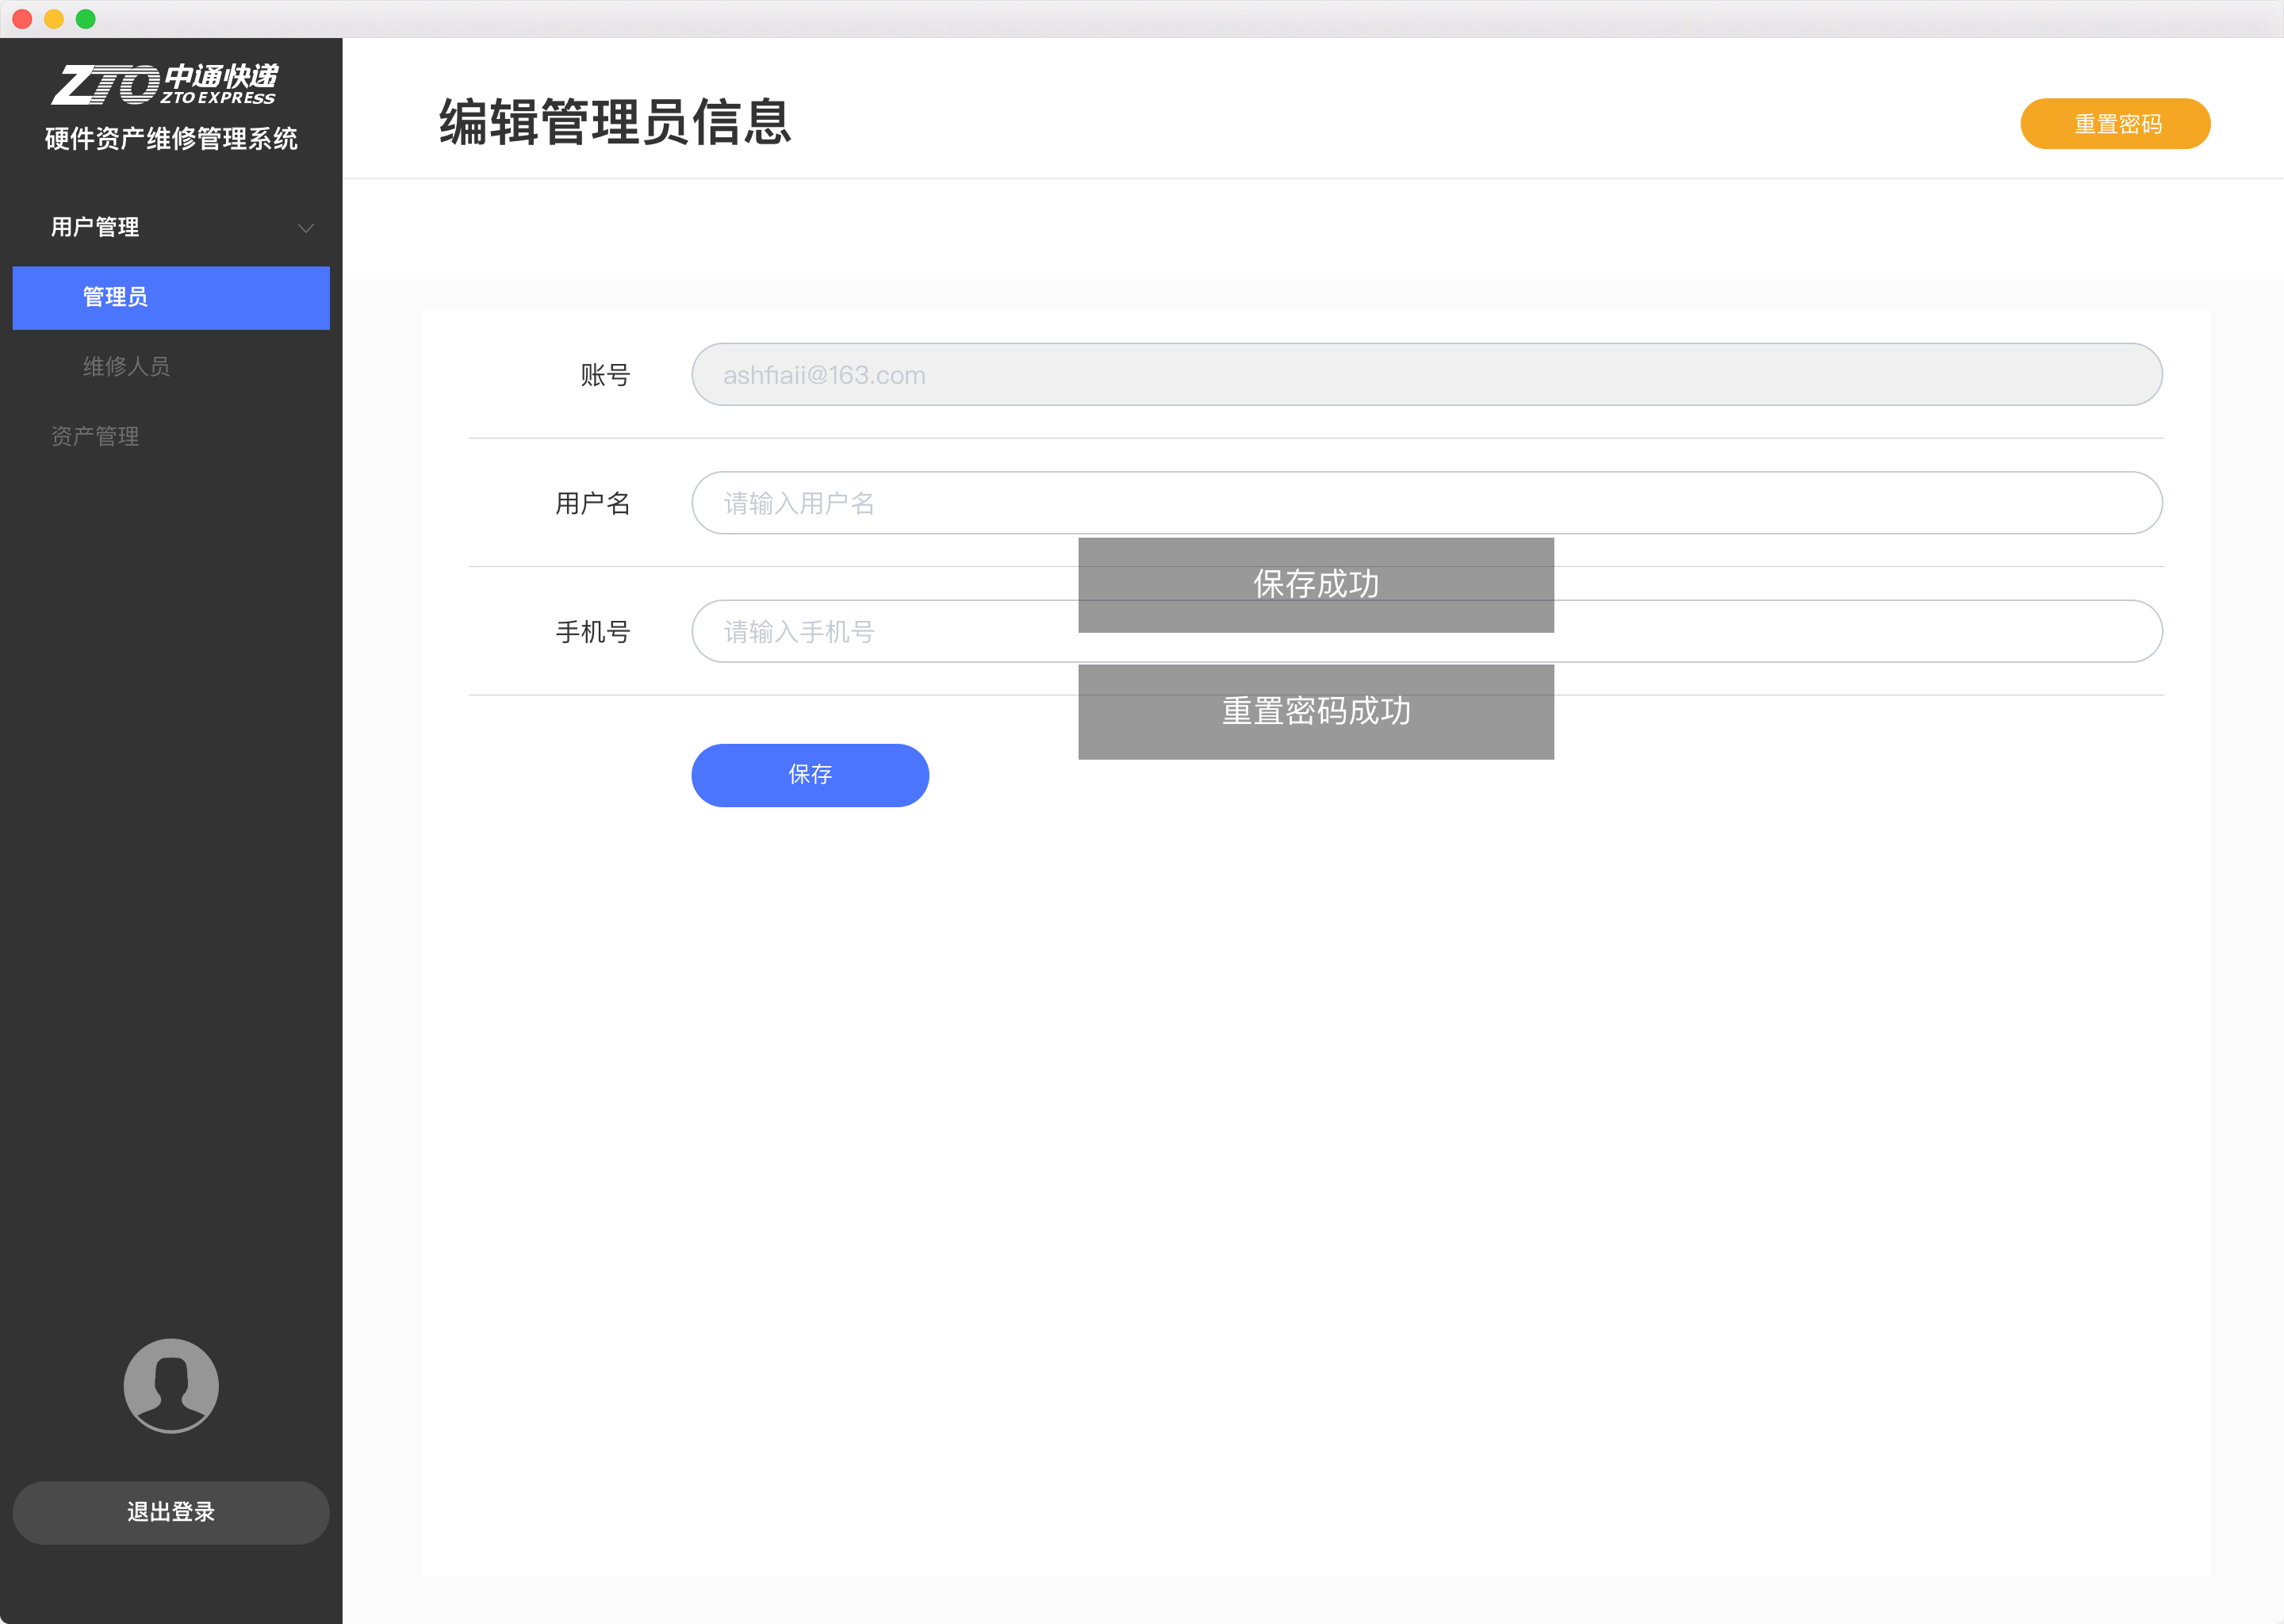 ZTO 中通快递
ZTO EXPRESS
硬件资产维修管理系统
用户管理
管理员
维修人员
资产管理
退出登录
编辑管理员信息
重置密码
账号
ashfiaii@163.com
用户名
请输入用户名
保存成功
手机号
请输入手机号
重置密码成功
保存